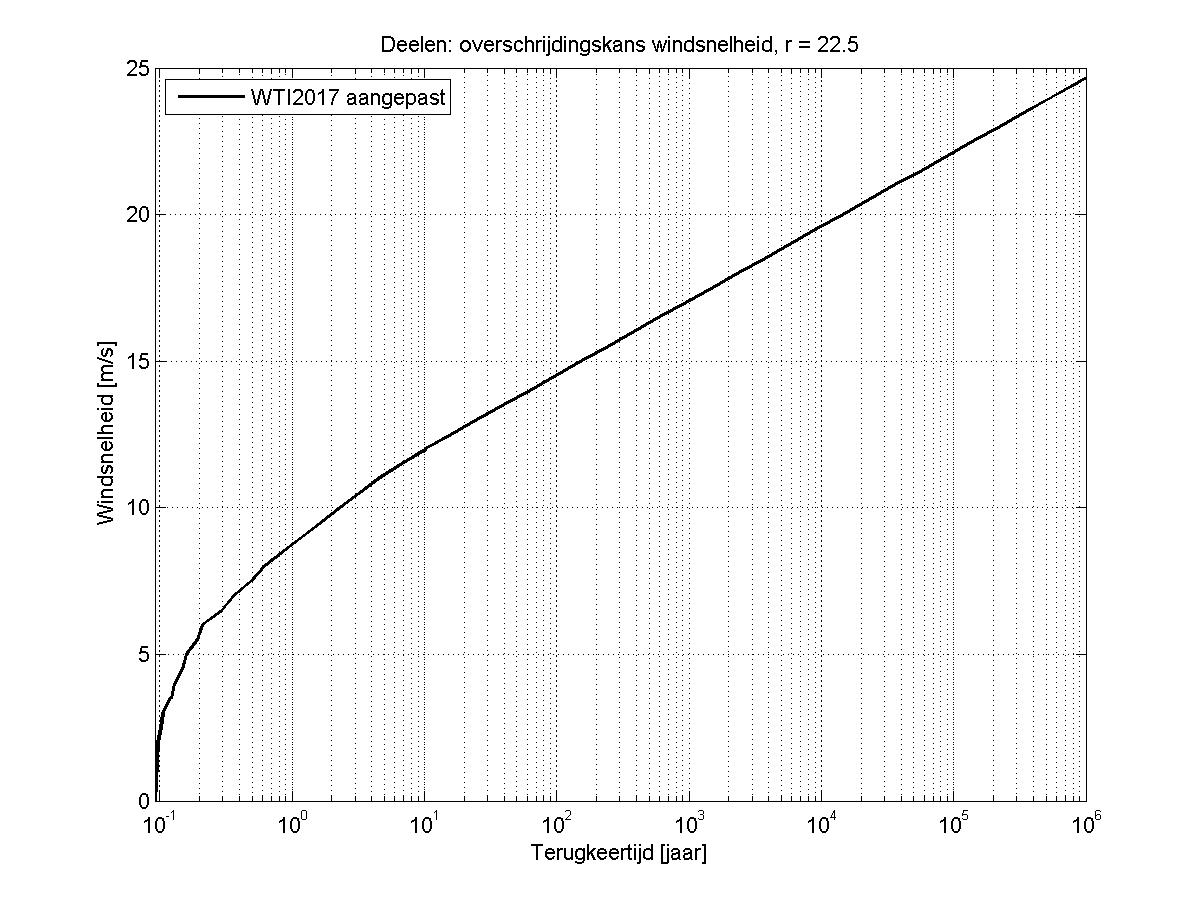 Deelen: overschrijdingskans windsnelheid, r = 22.5
WTI2017 aangepast
Windsnelheid [m/s]
25
20
15
10
5
0
10^-1 10^0 10^1 10^2 10^3 10^4 10^5 10^6
Terugkeertijd [jaar]